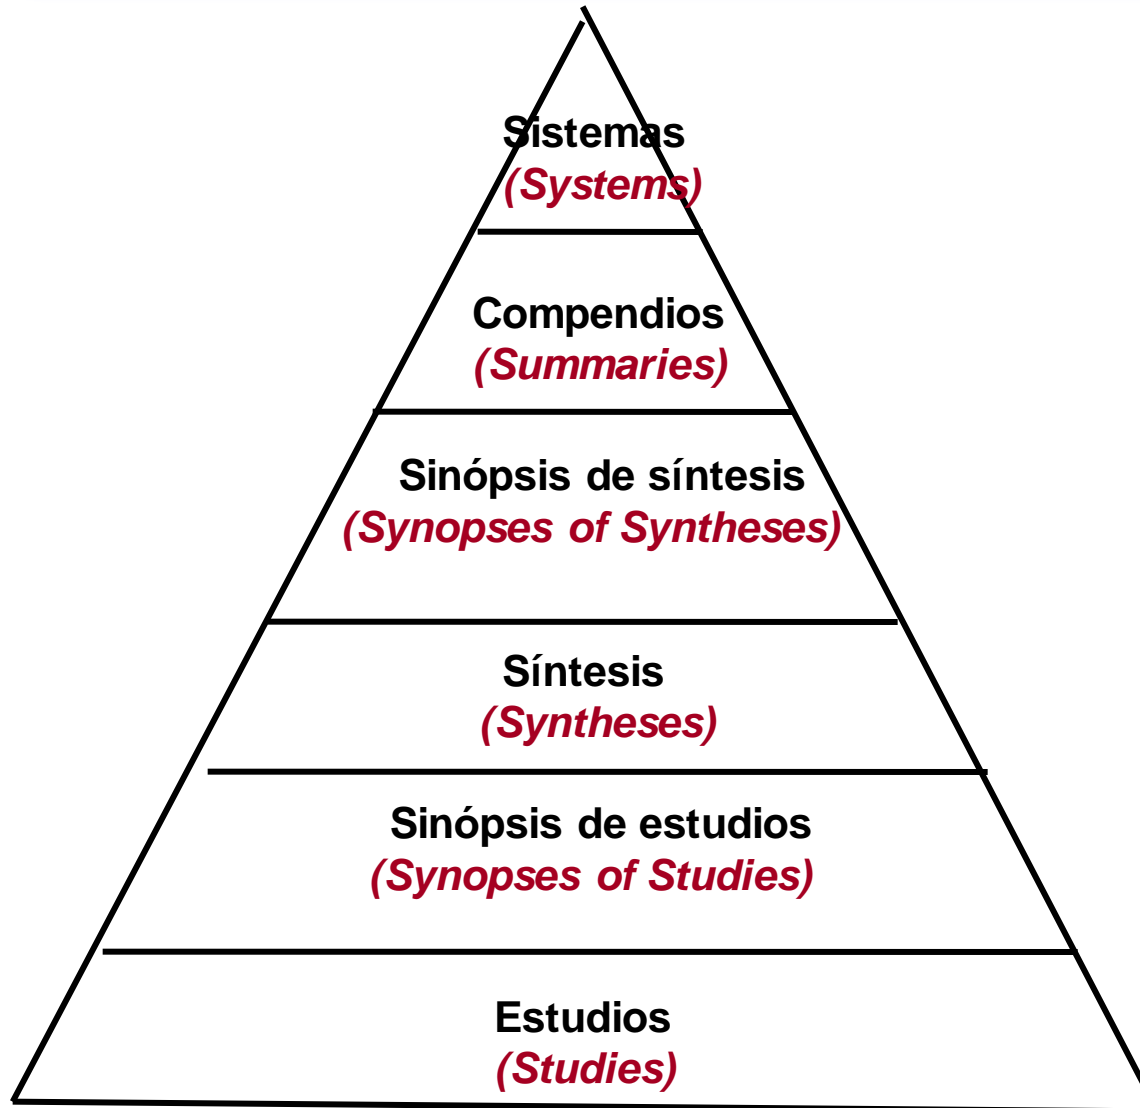 Sistemas
(Systems)
Compendios
(Summaries)
Sinópsis de síntesis
(Synopses of Syntheses)
Síntesis
(Syntheses)
Sinópsis de estudios
(Synopses of Studies)
Estudios
(Studies)